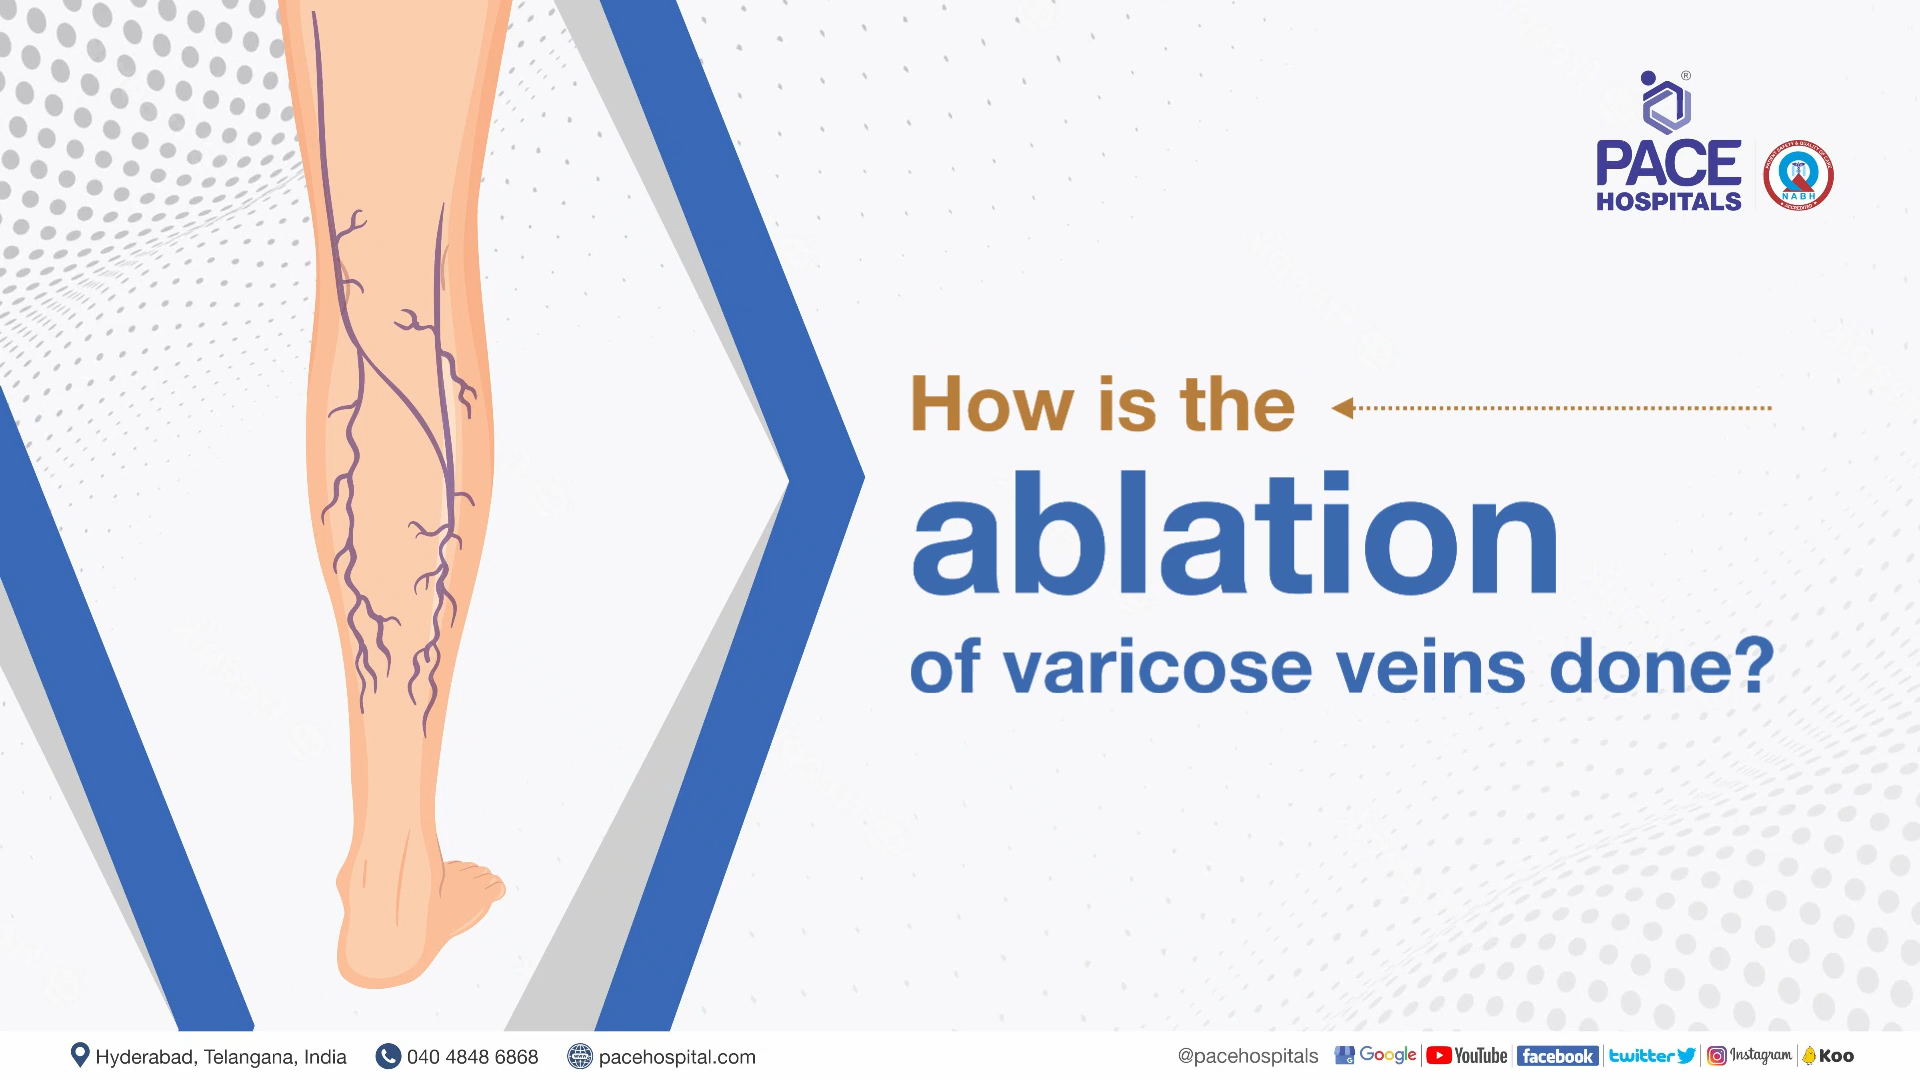 ®
PACE
HOSPITALS
NABH
How is the
ablation
of varicose veins done?
Hyderabad, Telangana, India
040 4848 6868
pacehospital.com
@pacehospitals
Google
YouTube
facebook
twitter
Instagram
Koo